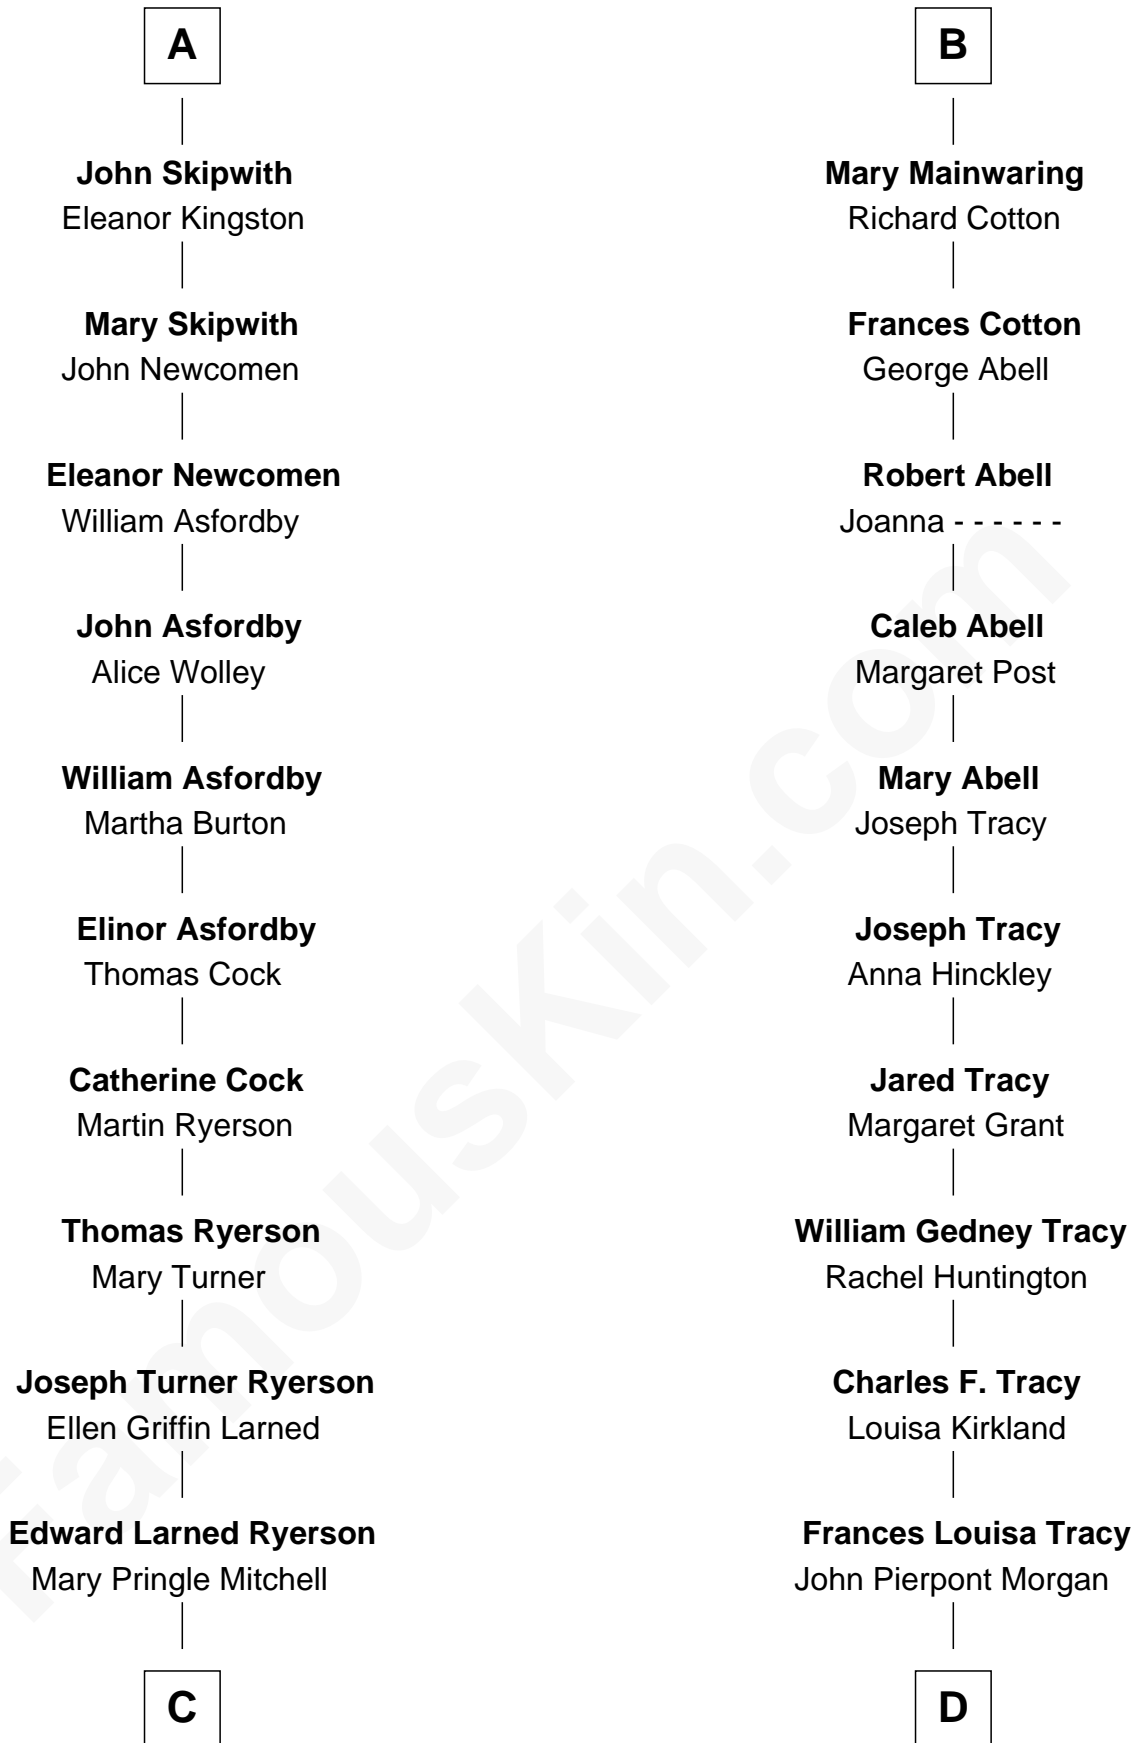 A
John Skipwith
Eleanor Kingston
Mary Skipwith
John Newcomen
Eleanor Newcomen
William Asfordby
John Asfordby
Alice Wolley
William Asfordby
Martha Burton
Elinor Asfordby
Thomas Cock
Catherine Cock
Martin Ryerson
Thomas Ryerson
Mary Turner
Joseph Turner Ryerson
Ellen Griffin Larned
Edward Larned Ryerson
Mary Pringle Mitchell
C
B
Mary Mainwaring
Richard Cotton
Frances Cotton
George Abell
Robert Abell
Joanna - - - - - -
Caleb Abell
Margaret Post
Mary Abell
Joseph Tracy
Joseph Tracy
Anna Hinckley
Jared Tracy
Margaret Grant
William Gedney Tracy
Rachel Huntington
Charles F. Tracy
Louisa Kirkland
Frances Louisa Tracy
John Pierpont Morgan
D
FamousKin.com